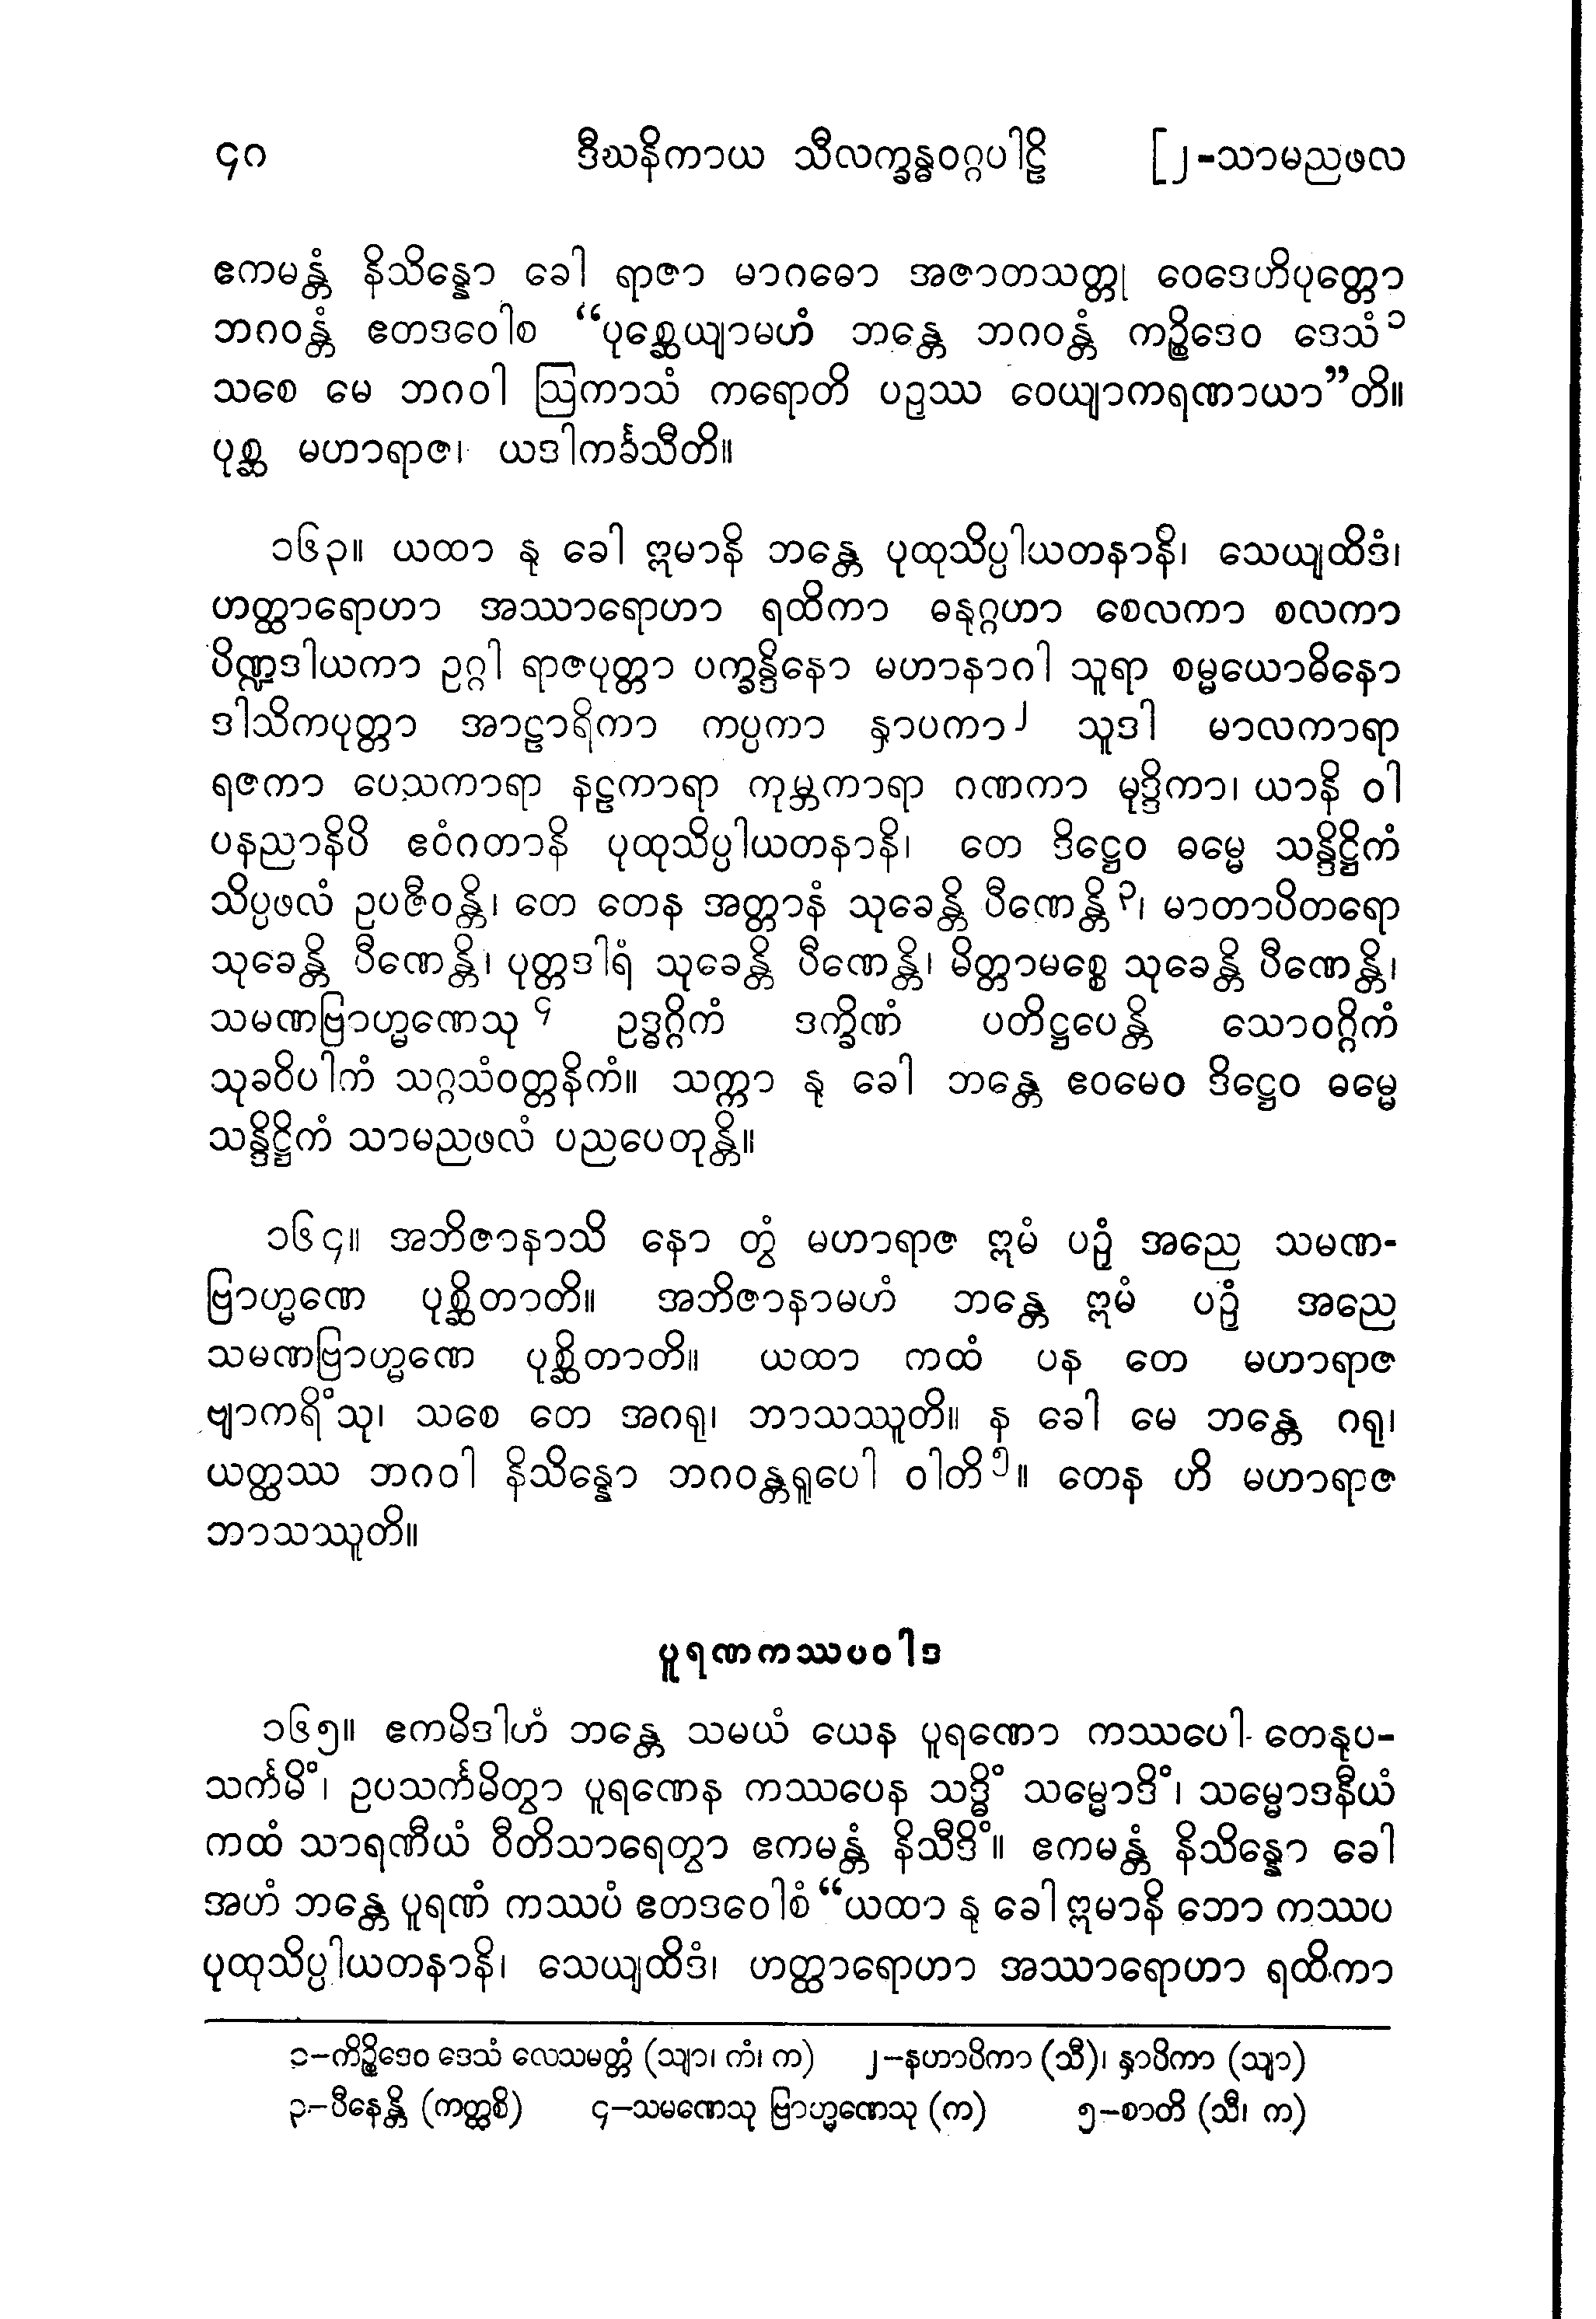 ၄၈ ဒီဃနိကာယ သီလက္ခန္ဓဝဂ္ဂပါဠိ [၂-သာမညဖလ
ဧကမန္တံ နိသိန္နော ခေါ ရာဇာ မာဂဓော အဇာတသတ္တု ဝေဒေဟိပုတ္တော
ဘဂဝန္တံ ဧတဒဝေါစ “ပုစ္ဆေယျာမဟံ ဘန္တေ ဘဂဝန္တံ ကဉ္စိဒေဝ ဒေသံ၁
သစေ မေ ဘဂဝါ ဩကာသံ ကရောတိ ပဉှဿ ဝေယျာကရဏာယာ”တိ။
ပုစ္ဆ မဟာရာဇ၊ ယဒါကင်္ခသီတိ။
၁၆၃။ ယထာ နု ခေါ ဣမာနိ ဘန္တေ ပုထုသိပ္ပါယတနာနိ၊ သေယျထိဒံ၊
ဟတ္ထာရောဟာ အဿာရောဟာ ရထိကာ ဓနုဂ္ဂဟာ စေလကာ စလကာ
ပိဏ္ဍဒါယကာ ဥဂ္ဂါ ရာဇပုတ္တာ ပက္ခန္ဒိနော မဟာနာဂါ သူရာ စမ္မယောဓိနော
ဒါသိကပုတ္တာ အာဠာရိကာ ကပ္ပကာ နှာပကာ၂ သူဒါ မာလကာရာ
ရဇကာ ပေသကာရာ နဠကာရာ ကုမ္ဘကာရာ ဂဏကာ မုဒ္ဒိကာ၊ ယာနိ ဝါ
ပနညာနိပိ ဧဝံဂတာနိ ပုထုသိပ္ပါယတနာနိ၊ တေ ဒိဋ္ဌေဝ ဓမ္မေ သန္ဒိဋ္ဌိကံ
သိပ္ပဖလံ ဥပဇီဝန္တိ၊ တေ တေန အတ္တာနံ သုခေန္တိ ပီဏေန္တိ၃၊ မာတာပိတရော
သုခေန္တိ ပီဏေန္တိ၊ ပုတ္တဒါရံ သုခေန္တိ ပီဏေန္တိ၊ မိတ္တာမစ္စေ သုခေန္တိ ပီဏေန္တိ၊
သမဏဗြာဟ္မဏေသု၄ ဥဒ္ဓဂ္ဂိကံ ဒက္ခိဏံ ပတိဋ္ဌပေန္တိ သောဝဂ္ဂိကံ
သုခဝိပါကံ သဂ္ဂသံဝတ္တနိကံ။ သက္ကာ နု ခေါ ဘန္တေ ဧဝမေဝ ဒိဋ္ဌေဝ ဓမ္မေ
သန္ဒိဋ္ဌိကံ သာမညဖလံ ပညပေတုန္တိ။
၁၆၄။ အဘိဇာနာသိ နော တွံ မဟာရာဇ ဣမံ ပဉှံ အညေ သမဏ-
ဗြာဟ္မဏေ ပုစ္ဆိတာတိ။ အဘိဇာနာမဟံ ဘန္တေ ဣမံ ပဉှံ အညေ
သမဏဗြာဟ္မဏေ ပုစ္ဆိတာတိ။ ယထာ ကထံ ပန တေ မဟာရာဇ
ဗျာကရိံသု၊ သစေ တေ အဂရု၊ ဘာသဿူတိ။ န ခေါ မေ ဘန္တေ ဂရု၊
ယတ္ထဿ ဘဂဝါ နိသိန္နော ဘဂဝန္တရူပေါ ဝါတိ၅။ တေန ဟိ မဟာရာဇ
ဘာသဿူတိ။
ပူရဏကဿပဝါဒ
၁၆၅။ ဧကမိဒါဟံ ဘန္တေ သမယံ ယေန ပူရဏော ကဿပေါ တေနုပ-
သင်္ကမိံ၊ ဥပသင်္ကမိတွာ ပူရဏေန ကဿပေန သဒ္ဓိံ သမ္မောဒိံ၊ သမ္မောဒနီယံ
ကထံ သာရဏီယံ ဝီတိသာရေတွာ ဧကမန္တံ နိသီဒိံ။ ဧကမန္တံ နိသိန္နော ခေါ
အဟံ ဘန္တေ ပူရဏံ ကဿပံ ဧတဒဝေါစံ “ယထာ နု ခေါ ဣမာနိ ဘော ကဿပ
ပုထုသိပ္ပါယတနာနိ၊ သေယျထိဒံ၊ ဟတ္ထာရောဟာ အဿာရောဟာ ရထိကာ
၁-ကိဉ္စိဒေဝ ဒေသံ လေသမတ္တံ (သျာ၊ ကံ၊ က) ၂-နဟာပိကာ (သီ)၊ နှာပိကာ (သျာ)
၃-ပီနေန္တိ (ကတ္ထစိ) ၄-သမဏေသု ဗြာဟ္မဏေသု (က) ၅-စာတိ (သီ၊ က)